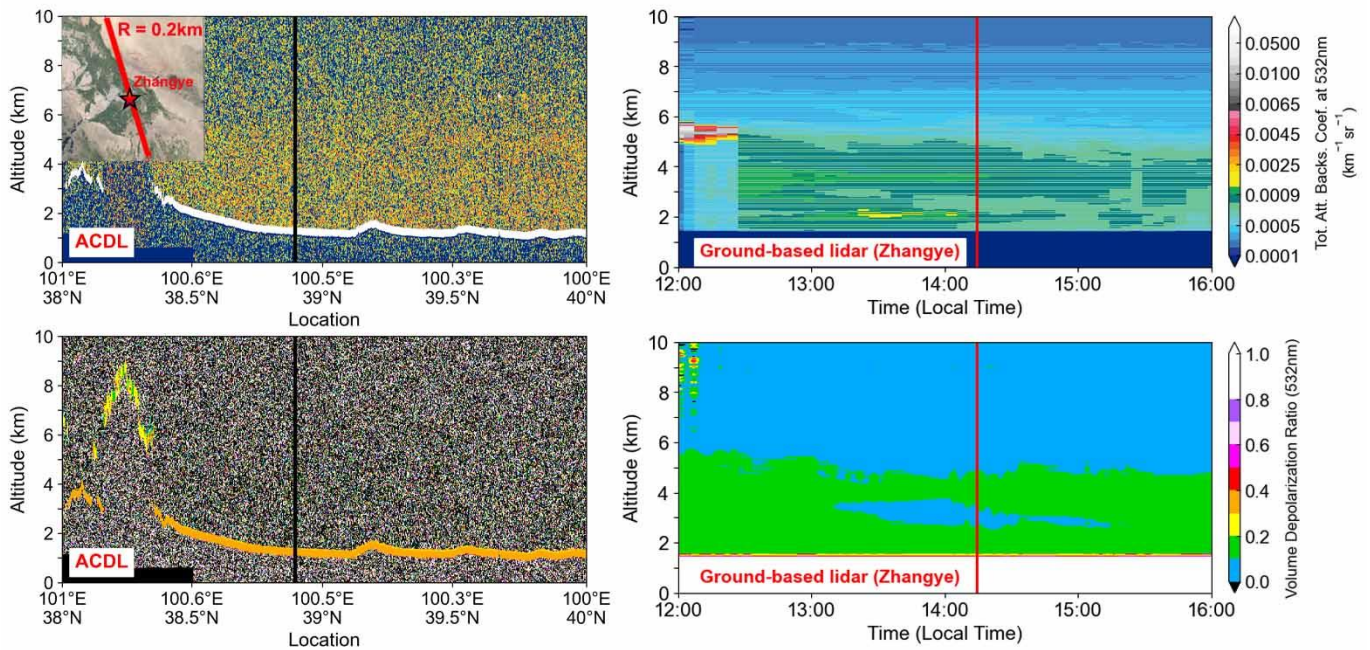 10
8
6
4
2
0
Altitude (km)
R = 0.2km
Zhangye
ACDL
101°E 100.6°E 100.5°E 100.3°E 100°E
38°N 38.5°N 39°N 39.5°N 40°N
Location
10
8
6
4
2
0
Altitude (km)
Ground-based lidar (Zhangye)
12:00 13:00 14:00 15:00 16:00
Time (Local Time)
0.0500
0.0100
0.0065
0.0045
0.0025
0.0009
0.0005
0.0001
Tot. Att. Backs. Coef. at 532nm
(km⁻¹ sr⁻¹)
10
8
6
4
2
0
Altitude (km)
ACDL
101°E 100.6°E 100.5°E 100.3°E 100°E
38°N 38.5°N 39°N 39.5°N 40°N
Location
10
8
6
4
2
0
Altitude (km)
Ground-based lidar (Zhangye)
12:00 13:00 14:00 15:00 16:00
Time (Local Time)
1.0
0.8
0.6
0.4
0.2
0.0
Volume Depolarization Ratio (532nm)